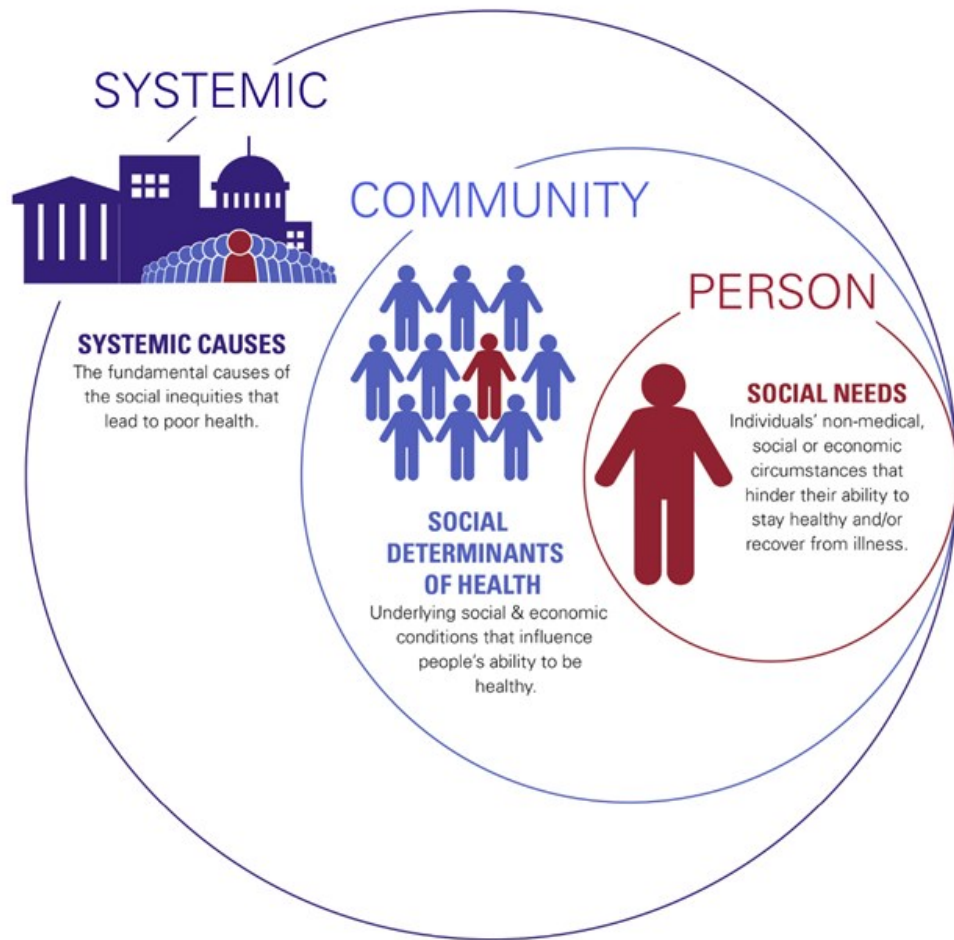 SYSTEMIC
SYSTEMIC CAUSES
The fundamental causes of
the social inequities that
lead to poor health.
COMMUNITY
SOCIAL
DETERMINANTS
OF HEALTH
Underlying social & economic
conditions that influence
people's ability to be
healthy.
PERSON
SOCIAL NEEDS
Individuals' non-medical,
social or economic
circumstances that
hinder their ability to
stay healthy and/or
recover from illness.